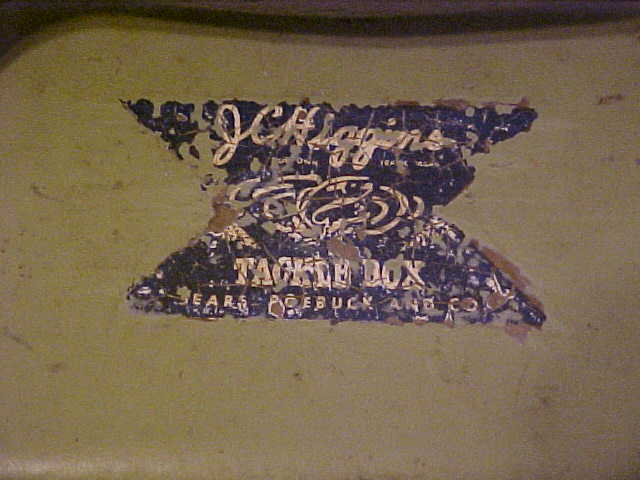 J.C. Higgins
TACKLE BOX
SEARS, ROEBUCK AND CO